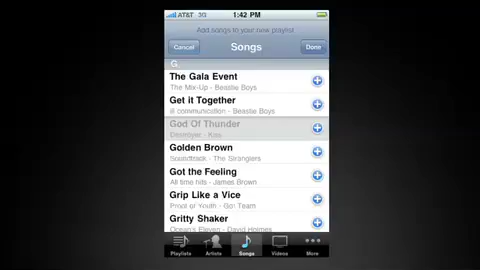 AT&T 3G 1:42 PM
Add songs to your new playlist
Cancel Songs Done
G
The Gala Event
The Mix-Up - Beastie Boys
Get it Together
ill communication - Beastie Boys
God Of Thunder
Destroyer - Kiss
Golden Brown
Soundtrack - The Stranglers
Got the Feeling
All time hits - James Brown
Grip Like a Vice
Proof of Youth - Go! Team
Gritty Shaker
Ocean's Eleven - David Holmes
Playlists Artists Songs Videos More